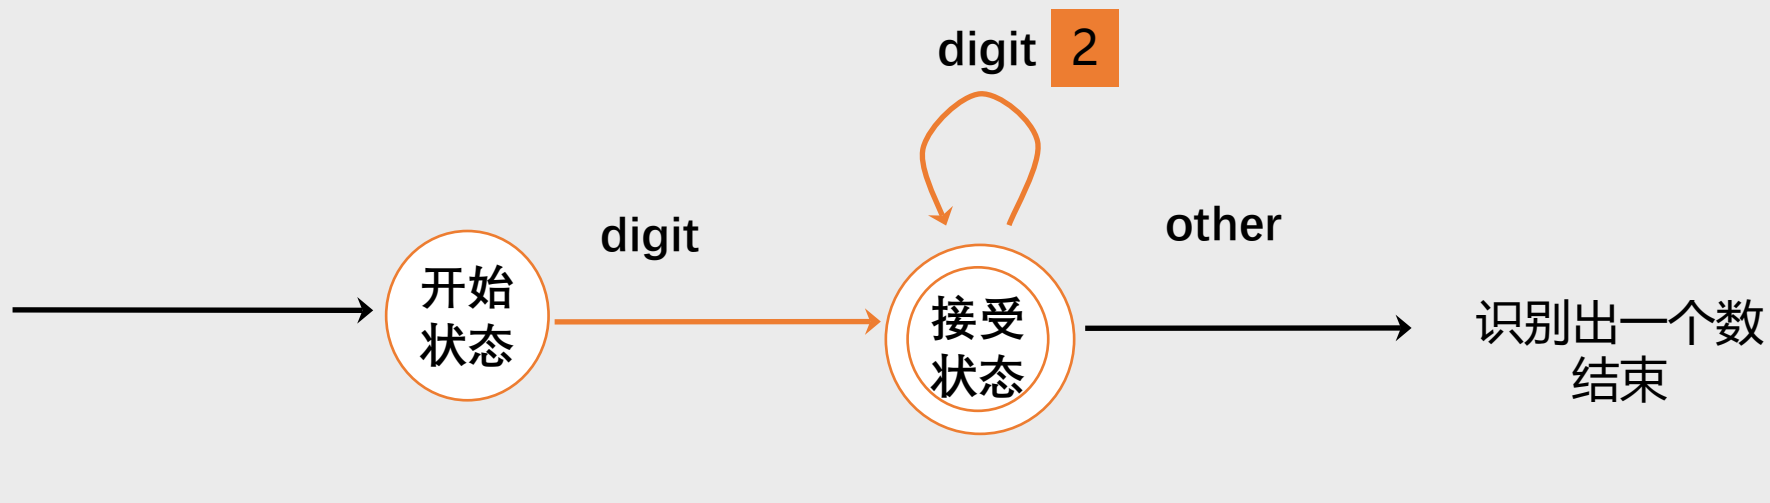 digit 2
digit
other
开始
状态
接受
状态
识别出一个数
结束